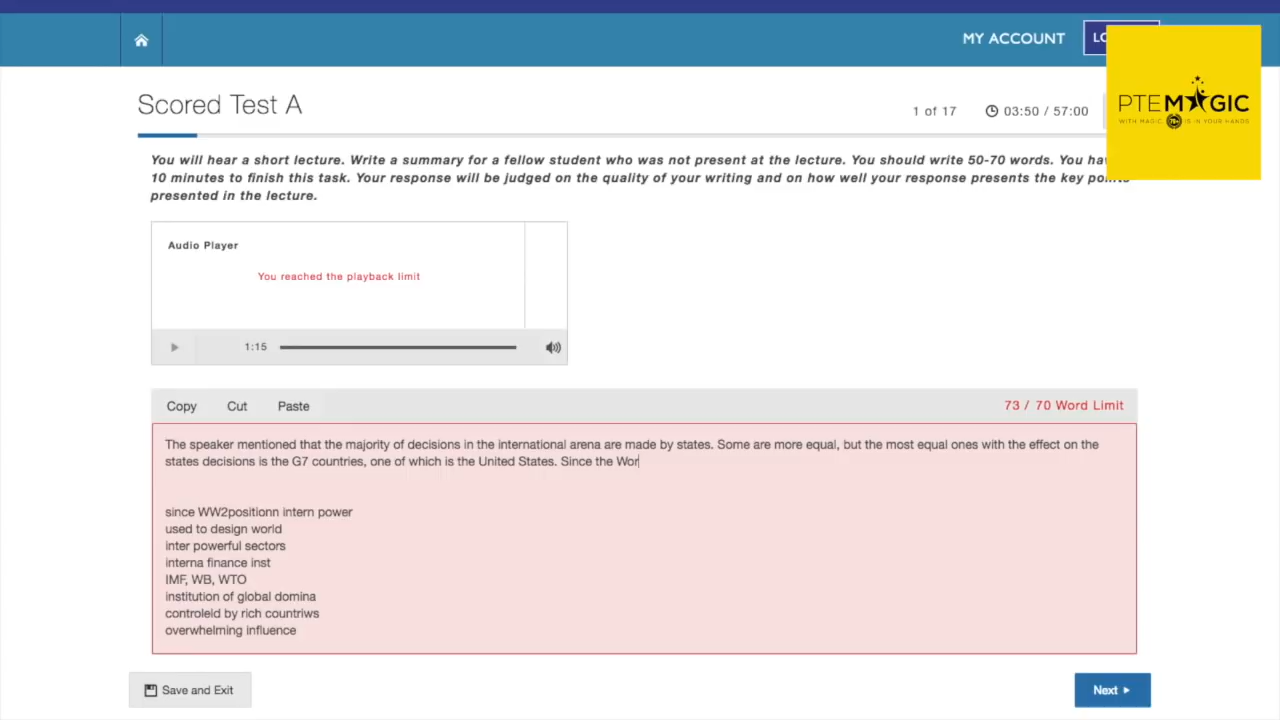 MY ACCOUNT
PTEMAGIC
WITH MAGIC 79+ IS IN YOUR HANDS
Scored Test A
1 of 17
03:50 / 57:00
You will hear a short lecture. Write a summary for a fellow student who was not present at the lecture. You should write 50-70 words. You
10 minutes to finish this task. Your response will be judged on the quality of your writing and on how well your response presents the key points
presented in the lecture.
Audio Player
You reached the playback limit
1:15
Copy Cut Paste
73 / 70 Word Limit
The speaker mentioned that the majority of decisions in the international arena are made by states. Some are more equal, but the most equal ones with the effect on the
states decisions is the G7 countries, one of which is the United States. Since the Wor
since WW2positionn intern power
used to design world
inter powerful sectors
interna finance inst
IMF, WB, WTO
institution of global domina
controleid by rich countriws
overwhelming influence
Save and Exit
Next